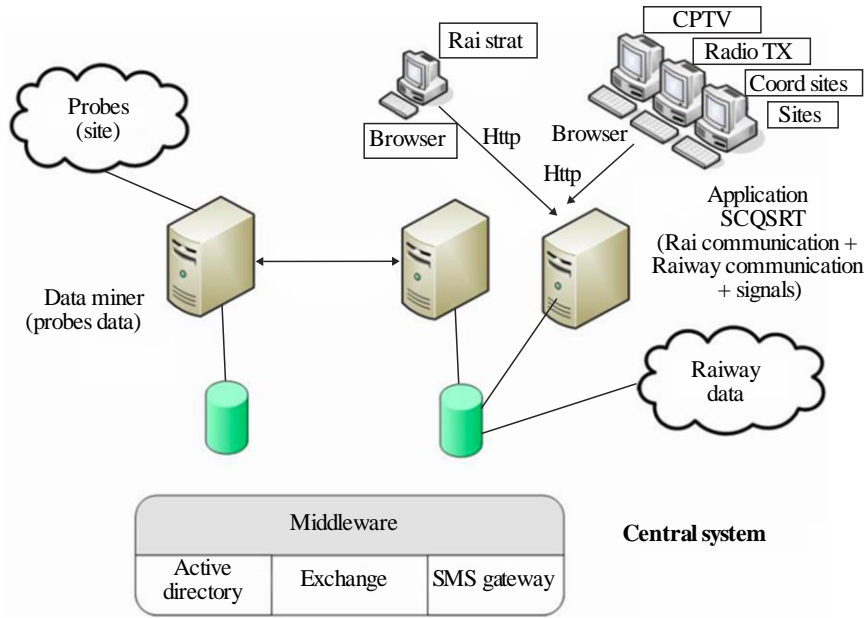 CPTV
Rai strat
Radio TX
Coord sites
Sites
Probes
(site)
Browser
Http
Browser
Http
Application
SCQSRT
(Rai communication +
Raiway communication
+ signals)
Data miner
(probes data)
Raiway
data
Middleware
Central system
Active
directory
Exchange
SMS gateway